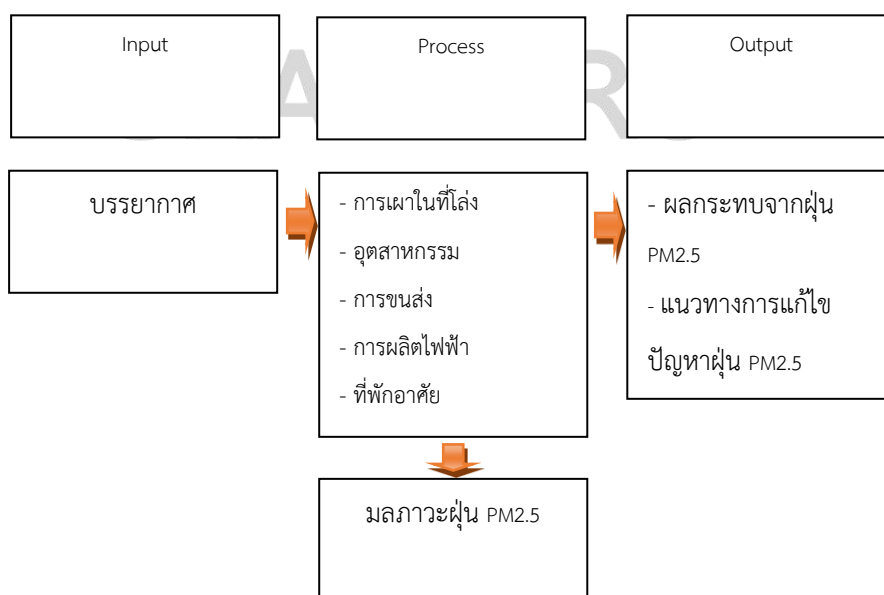 Input
Process
Output
บรรยากาศ
- การเผาในที่โล่ง
- อุตสาหกรรม
- การขนส่ง
- การผลิตไฟฟ้า
- ที่พักอาศัย
- ผลกระทบจากฝุ่น
PM2.5
- แนวทางการแก้ไข
ปัญหาฝุ่น PM2.5
มลภาวะฝุ่น PM2.5